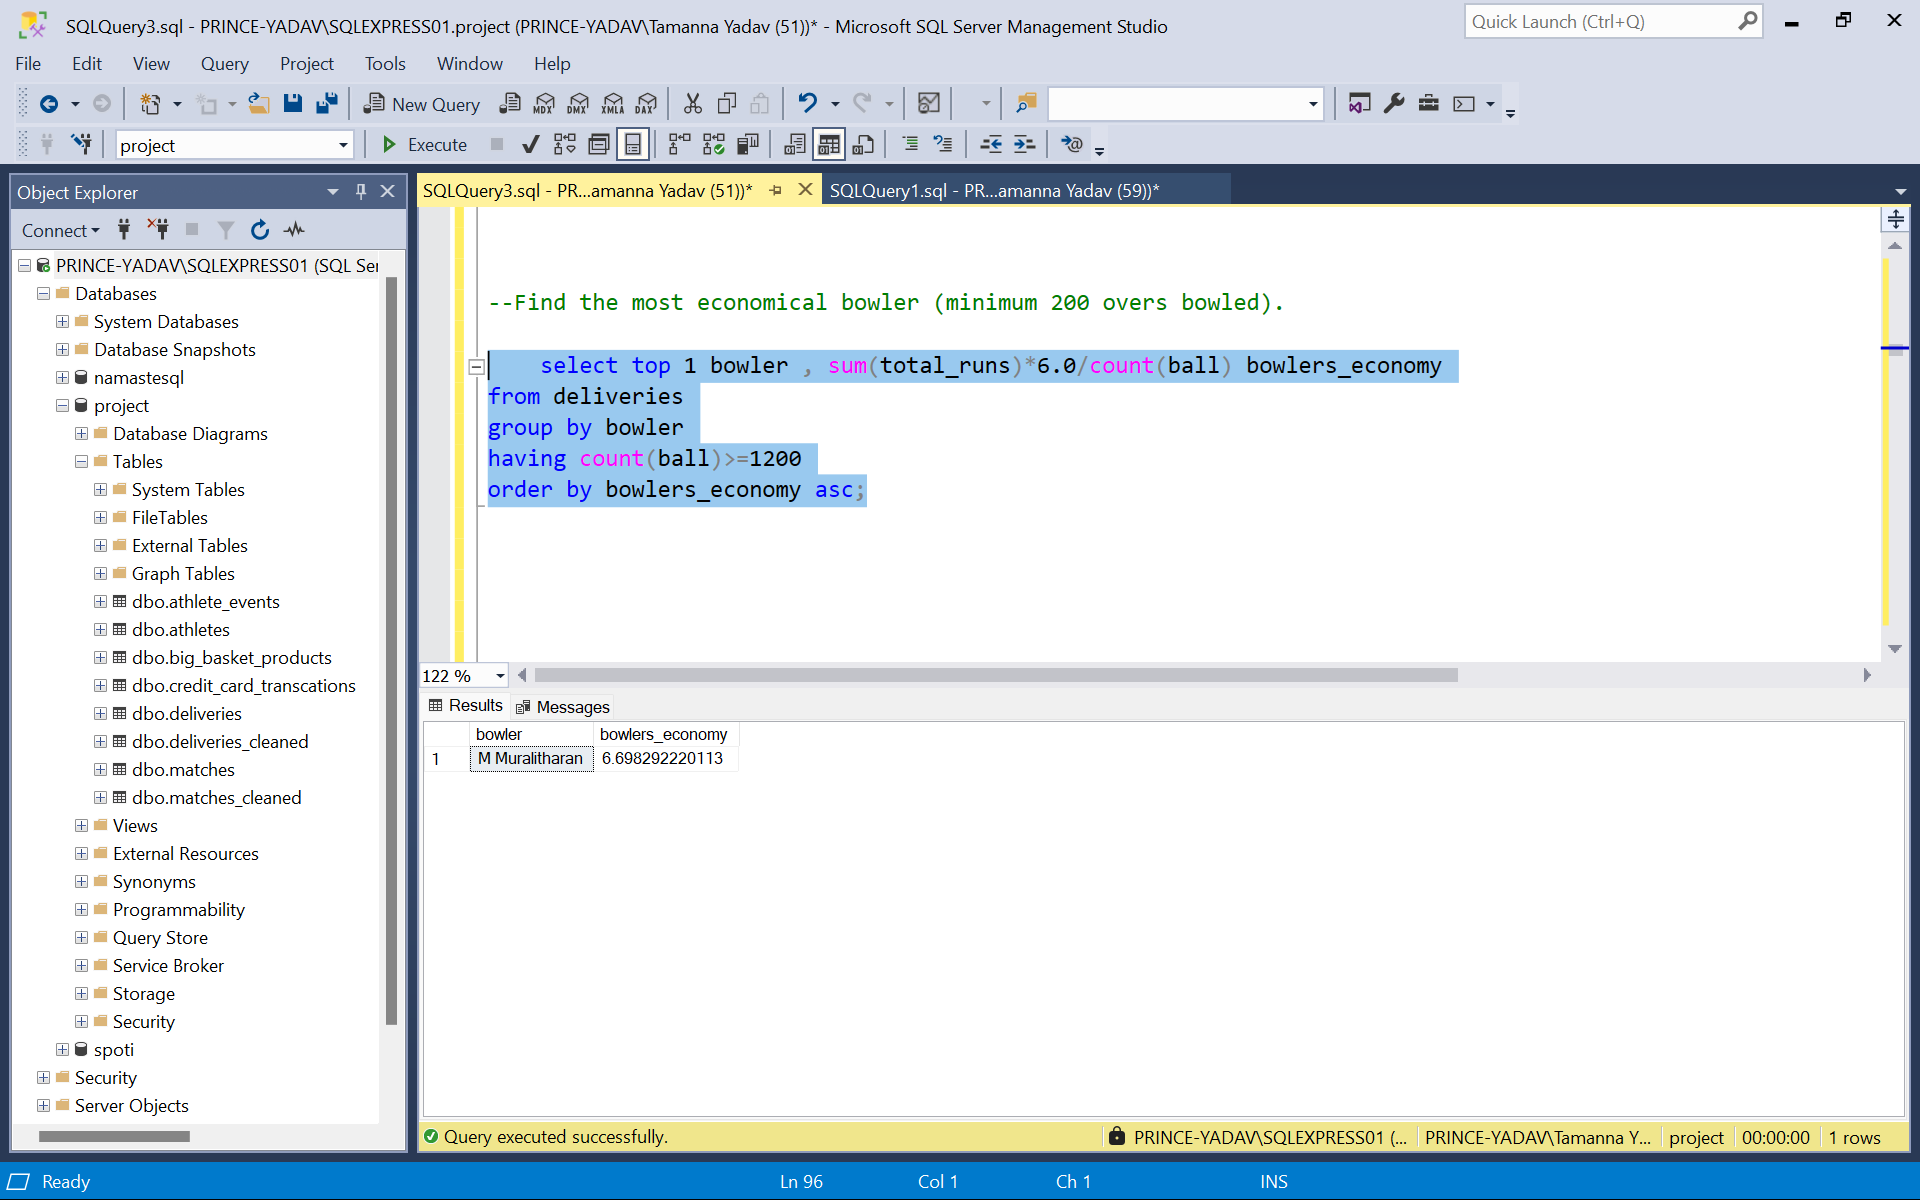 SQLQuery3.sql - PRINCE-YADAV\SQLEXPRESS01.project (PRINCE-YADAV\Tamanna Yadav (51))* - Microsoft SQL Server Management Studio
Quick Launch (Ctrl+Q)
File Edit View Query Project Tools Window Help
New Query MDX DMX XMLA DAX
project Execute
Object Explorer
Connect
PRINCE-YADAV\SQLEXPRESS01 (SQL Ser
Databases
System Databases
Database Snapshots
namastesql
project
Database Diagrams
Tables
System Tables
FileTables
External Tables
Graph Tables
dbo.athlete_events
dbo.athletes
dbo.big_basket_products
dbo.credit_card_transcations
dbo.deliveries
dbo.deliveries_cleaned
dbo.matches
dbo.matches_cleaned
Views
External Resources
Synonyms
Programmability
Query Store
Service Broker
Storage
Security
spoti
Security
Server Objects
SQLQuery3.sql - PR...amanna Yadav (51))* SQLQuery1.sql - PR...amanna Yadav (59))*
--Find the most economical bowler (minimum 200 overs bowled).
select top 1 bowler , sum(total_runs)*6.0/count(ball) bowlers_economy
from deliveries
group by bowler
having count(ball)>=1200
order by bowlers_economy asc;
122 %
Results Messages
bowler bowlers_economy
1 M Muralitharan 6.698292220113
Query executed successfully. PRINCE-YADAV\SQLEXPRESS01 (... PRINCE-YADAV\Tamanna Y... project 00:00:00 1 rows
Ready Ln 96 Col 1 Ch 1 INS